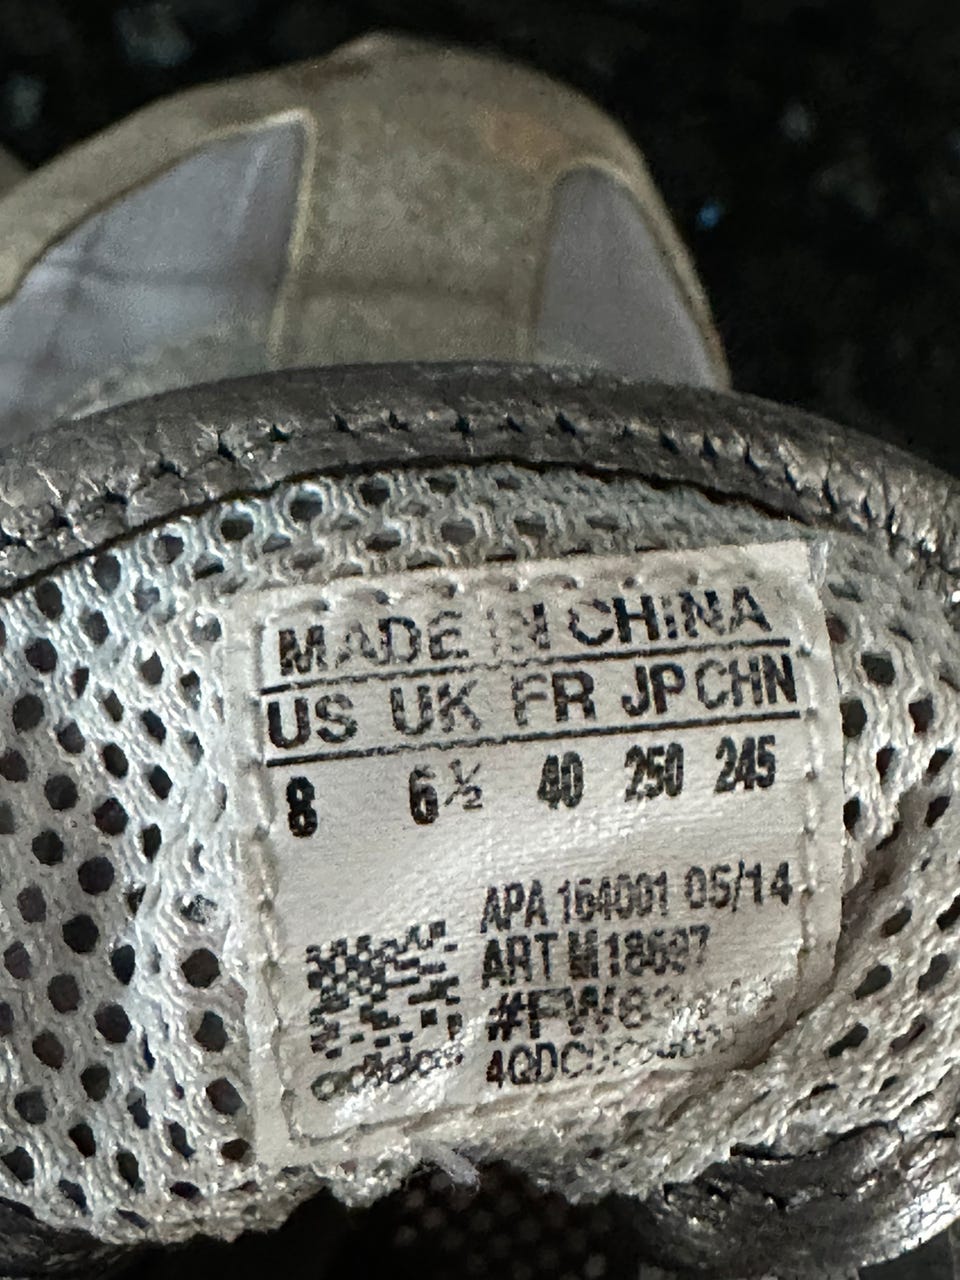 MADE IN CHINA
US UK FR JP CHN
8 6½ 40 250 245
APA 164001 05/14
ART
adidas